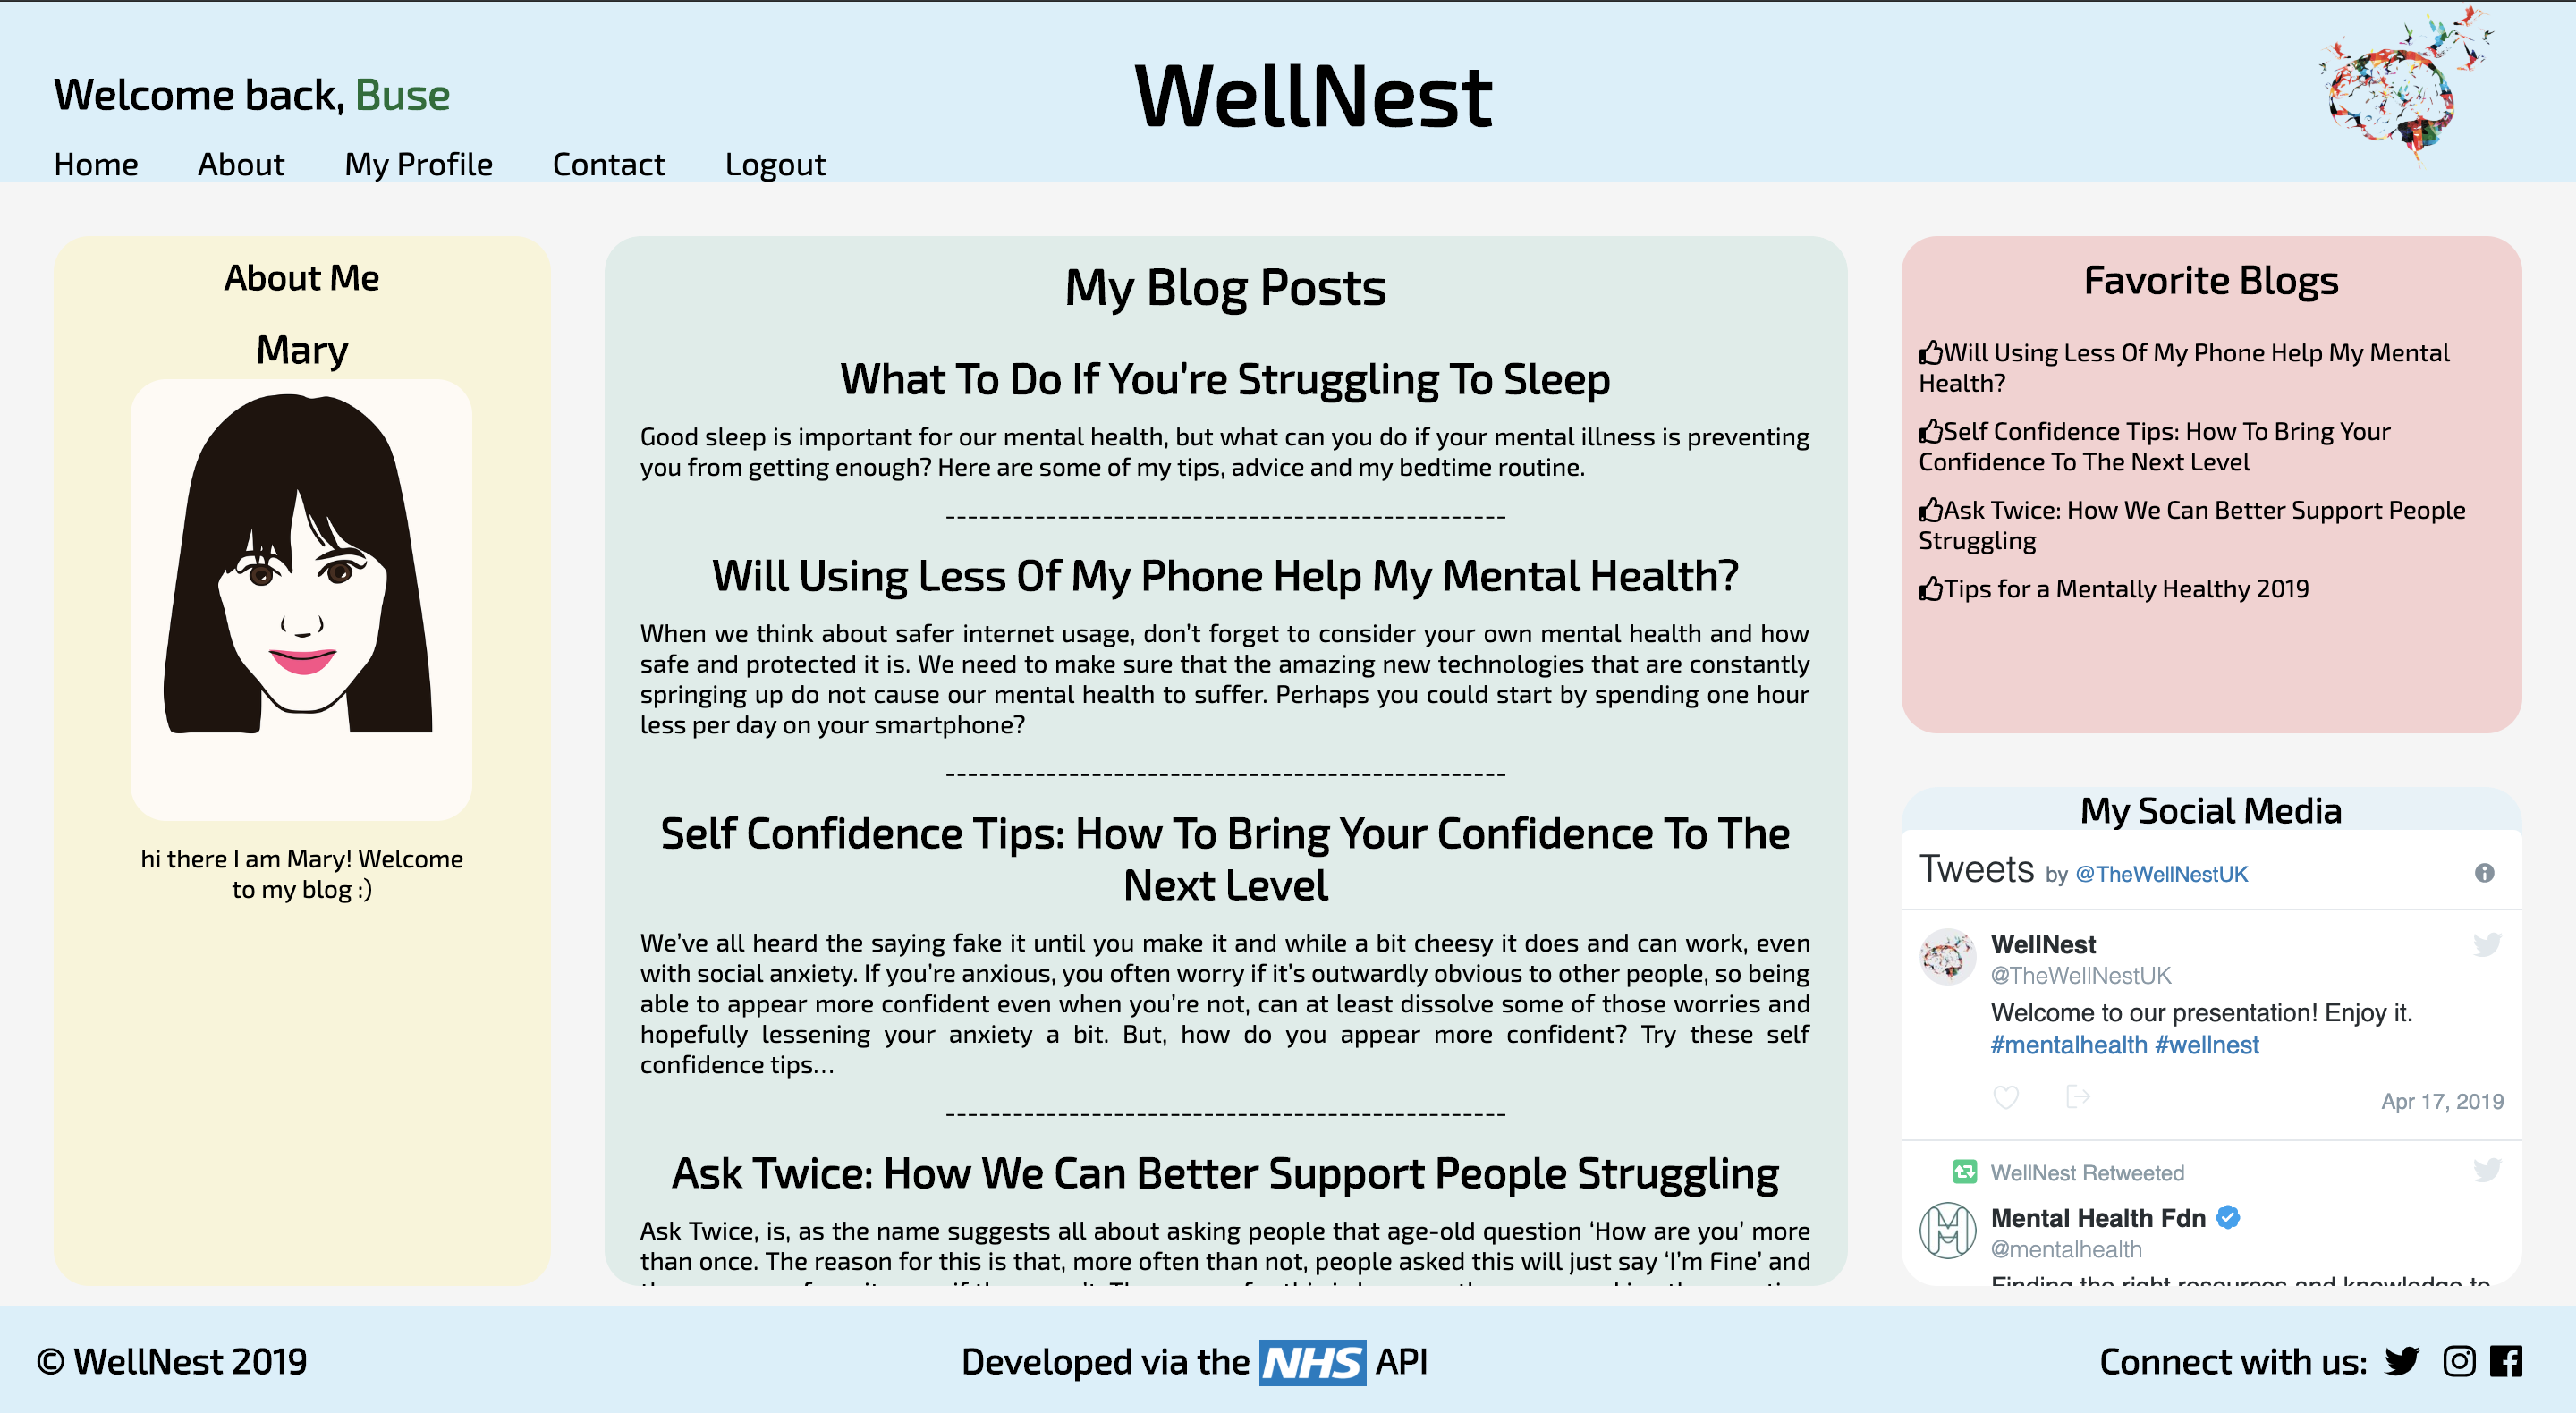 Welcome back, Buse
WellNest
Home About My Profile Contact Logout
About Me
Mary
hi there I am Mary! Welcome
to my blog :)
My Blog Posts
What To Do If You’re Struggling To Sleep
Good sleep is important for our mental health, but what can you do if your mental illness is preventing
you from getting enough? Here are some of my tips, advice and my bedtime routine.
--------------------------------------------------
Will Using Less Of My Phone Help My Mental Health?
When we think about safer internet usage, don’t forget to consider your own mental health and how
safe and protected it is. We need to make sure that the amazing new technologies that are constantly
springing up do not cause our mental health to suffer. Perhaps you could start by spending one hour
less per day on your smartphone?
--------------------------------------------------
Self Confidence Tips: How To Bring Your Confidence To The
Next Level
We’ve all heard the saying fake it until you make it and while a bit cheesy it does and can work, even
with social anxiety. If you’re anxious, you often worry if it’s outwardly obvious to other people, so being
able to appear more confident even when you’re not, can at least dissolve some of those worries and
hopefully lessening your anxiety a bit. But, how do you appear more confident? Try these self
confidence tips…
--------------------------------------------------
Ask Twice: How We Can Better Support People Struggling
Ask Twice, is, as the name suggests all about asking people that age-old question ‘How are you’ more
than once. The reason for this is that, more often than not, people asked this will just say ‘I’m Fine’ and
Favorite Blogs
Will Using Less Of My Phone Help My Mental
Health?
Self Confidence Tips: How To Bring Your
Confidence To The Next Level
Ask Twice: How We Can Better Support People
Struggling
Tips for a Mentally Healthy 2019
My Social Media
Tweets by @TheWellNestUK
WellNest
@TheWellNestUK
Welcome to our presentation! Enjoy it.
#mentalhealth #wellnest
Apr 17, 2019
WellNest Retweeted
Mental Health Fdn
@mentalhealth
Finding the right resources and knowledge to
© WellNest 2019
Developed via the NHS API
Connect with us: